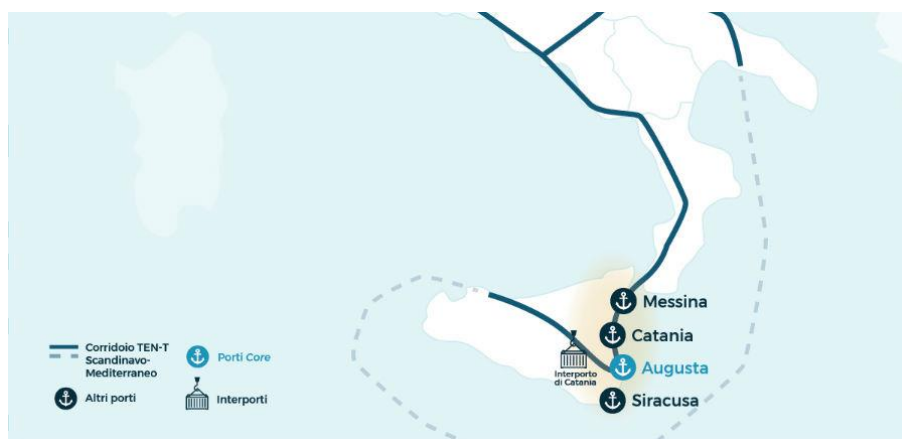 Messina
Catania
Augusta
Siracusa
Interporto
di Catania
Corridoio TEN-T
Scandinavo-
Mediterraneo
Porti Core
Altri porti
Interporti